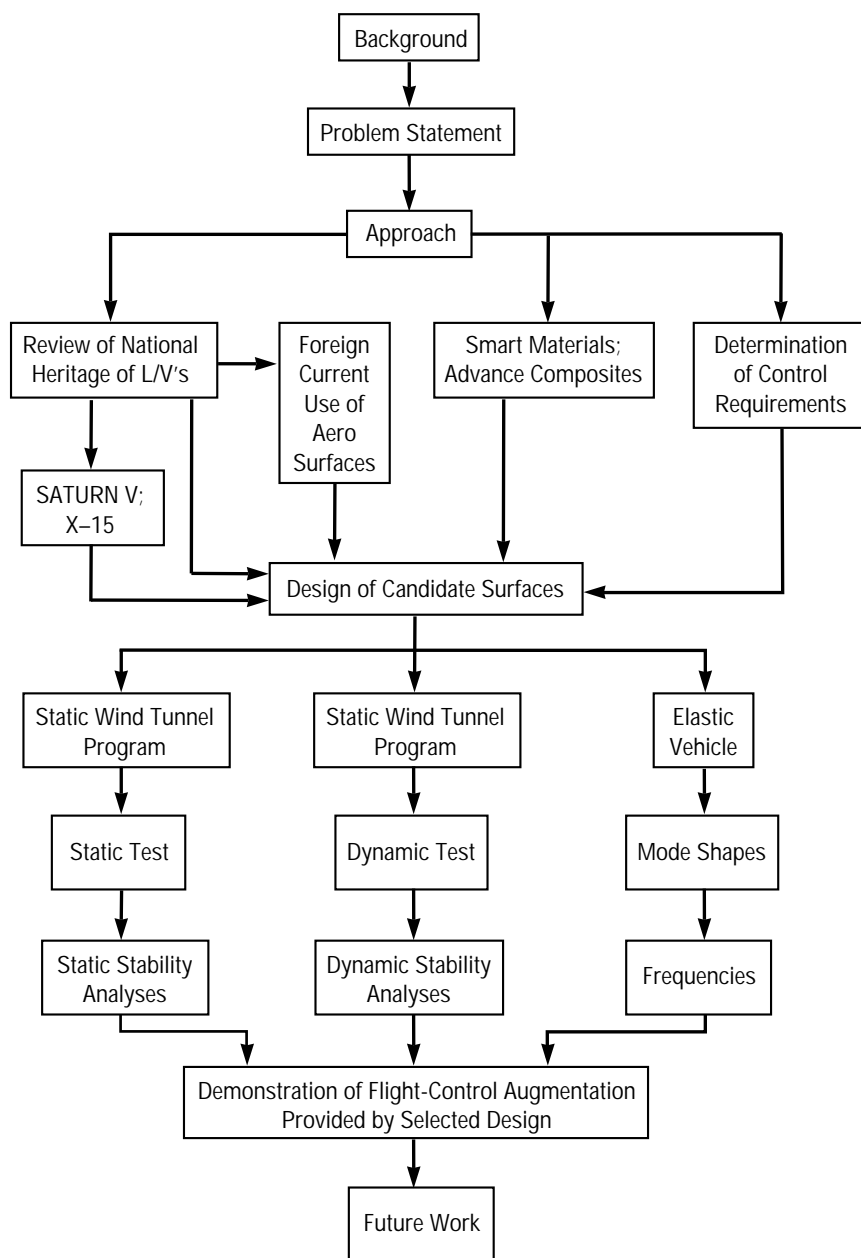 Background
Problem Statement
Approach
Review of National
Heritage of L/V's
Foreign
Current
Use of
Aero
Surfaces
Smart Materials;
Advance Composites
Determination
of Control
Requirements
SATURN V;
X–15
Design of Candidate Surfaces
Static Wind Tunnel
Program
Static Wind Tunnel
Program
Elastic
Vehicle
Static Test
Dynamic Test
Mode Shapes
Static Stability
Analyses
Dynamic Stability
Analyses
Frequencies
Demonstration of Flight-Control Augmentation
Provided by Selected Design
Future Work